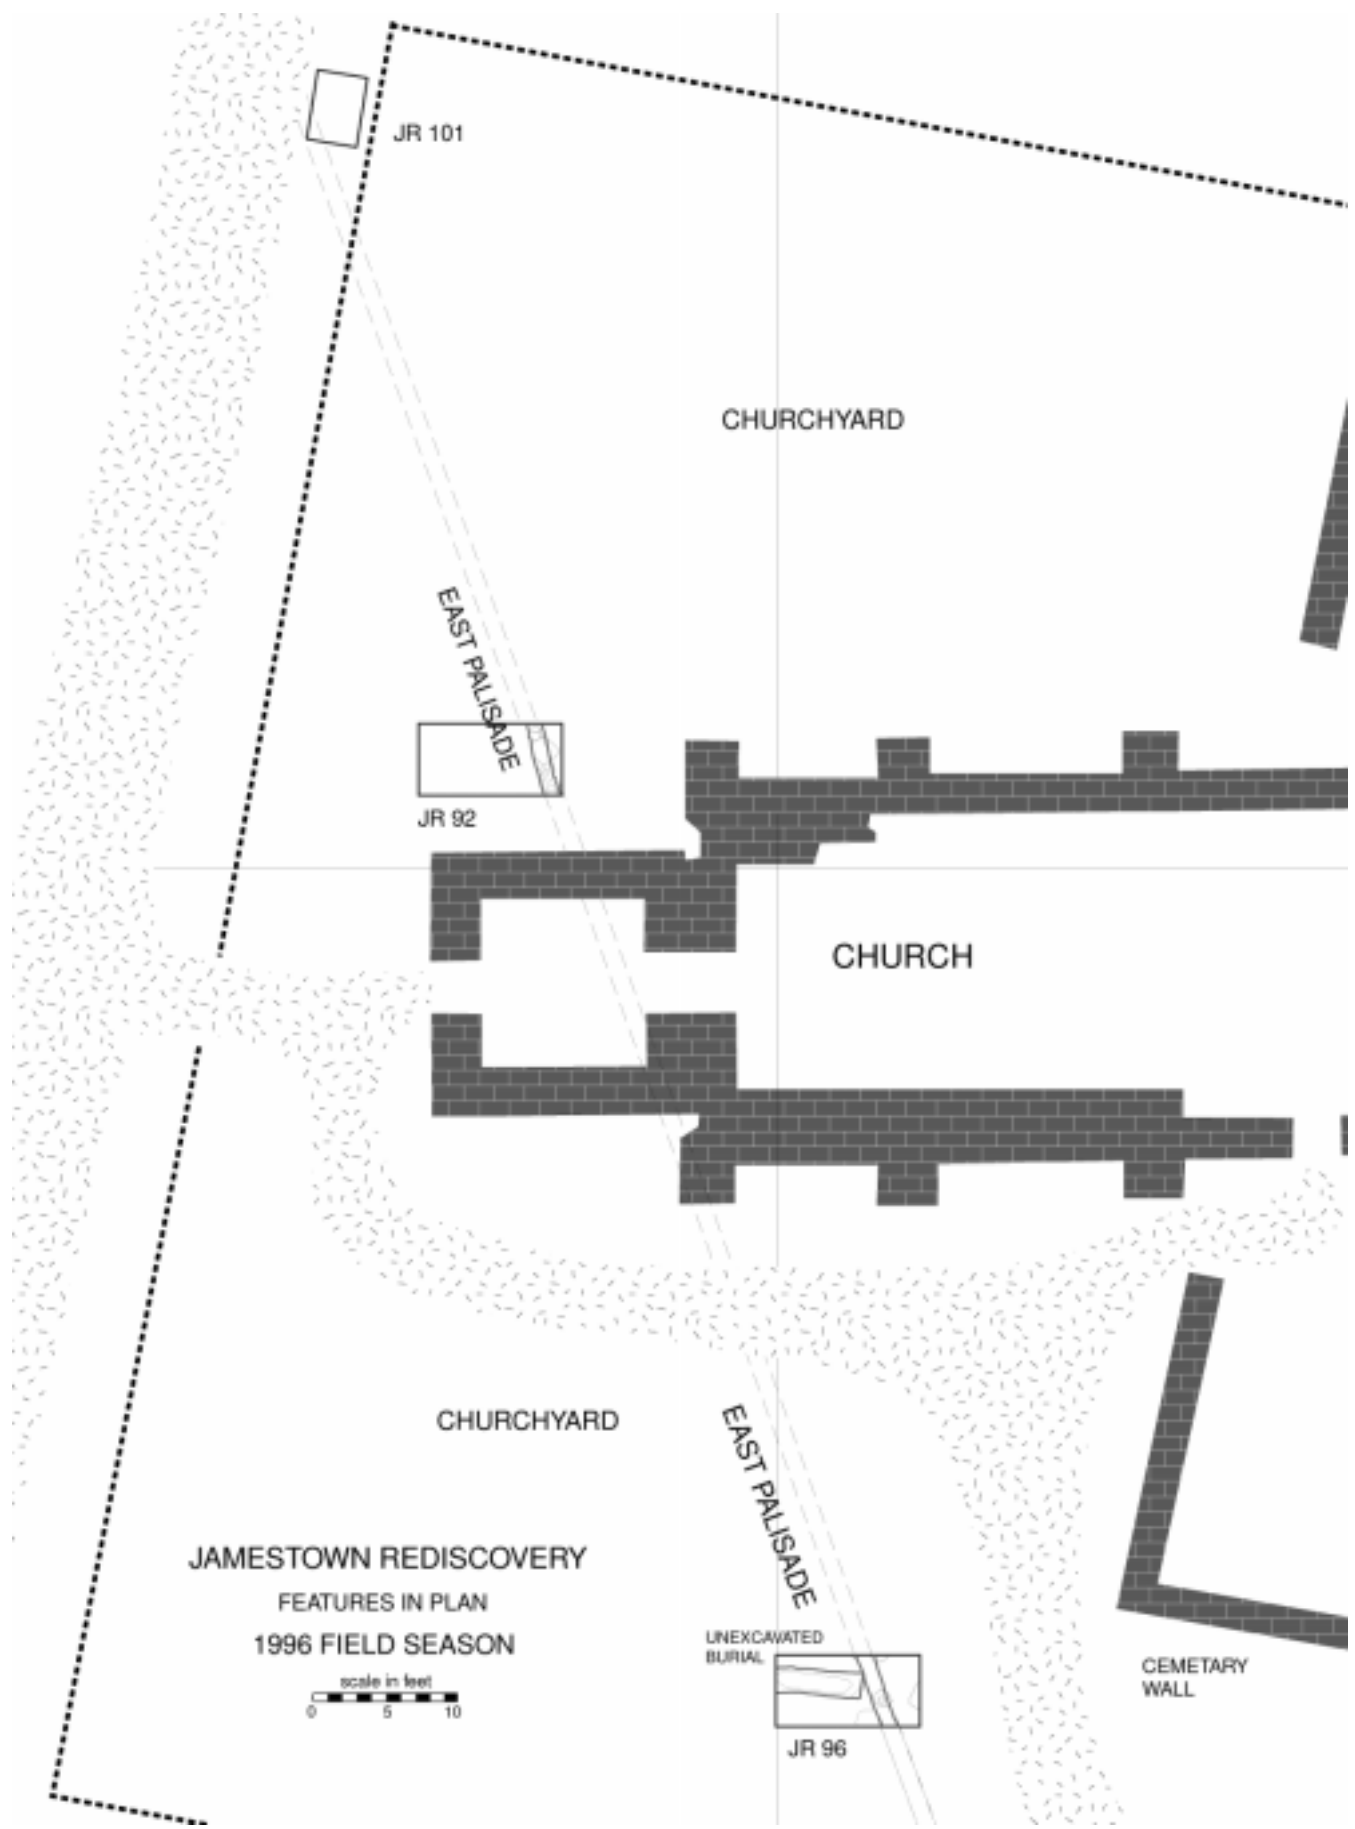 JR 101
CHURCHYARD
EAST PALISADE
JR 92
CHURCH
CHURCHYARD
EAST PALISADE
JAMESTOWN REDISCOVERY
FEATURES IN PLAN
1996 FIELD SEASON
scale in feet
0 5 10
UNEXCAVATED
BURIAL
JR 96
CEMETARY
WALL